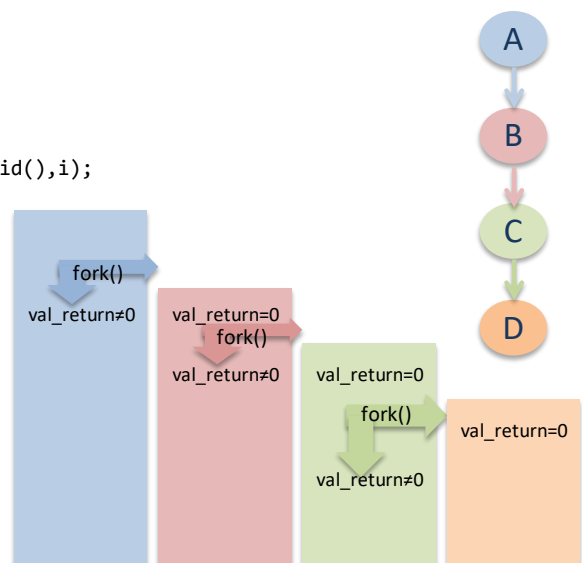 A
B
id(),i);
C
fork()
val_return≠0
val_return=0
fork()
D
val_return≠0
val_return=0
fork()
val_return=0
val_return≠0